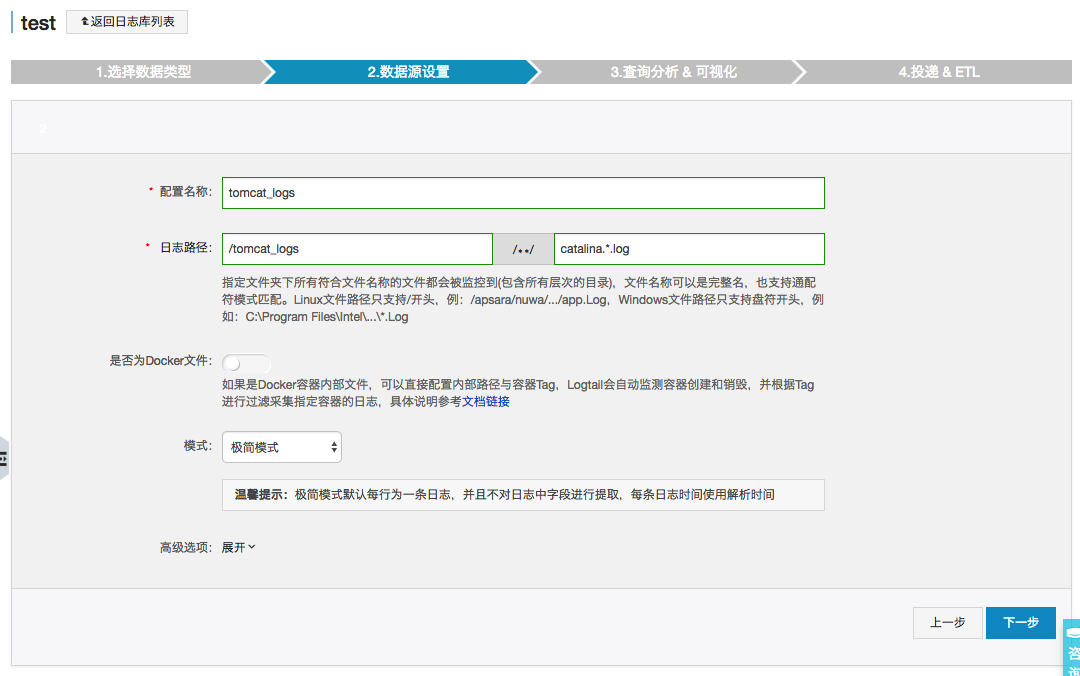 test ⮤返回日志库列表
1.选择数据类型 2.数据源设置 3.查询分析 & 可视化 4.投递 & ETL
2
* 配置名称: tomcat_logs
* 日志路径: /tomcat_logs /**/ catalina.*.log
指定文件夹下所有符合文件名称的文件都会被监控到(包含所有层次的目录)，文件名称可以是完整名，也支持通配
符模式匹配。Linux文件路径只支持/开头，例：/apsara/nuwa/.../app.Log，Windows文件路径只支持盘符开头，例
如：C:\Program Files\Intel\...\*.Log
是否为Docker文件:
如果是Docker容器内部文件，可以直接配置内部路径与容器Tag，Logtail会自动监测容器创建和销毁，并根据Tag
进行过滤采集指定容器的日志，具体说明参考文档链接
模式: 极简模式
温馨提示：极简模式默认每行为一条日志，并且不对日志中字段进行提取，每条日志时间使用解析时间
高级选项: 展开
上一步 下一步
咨
询